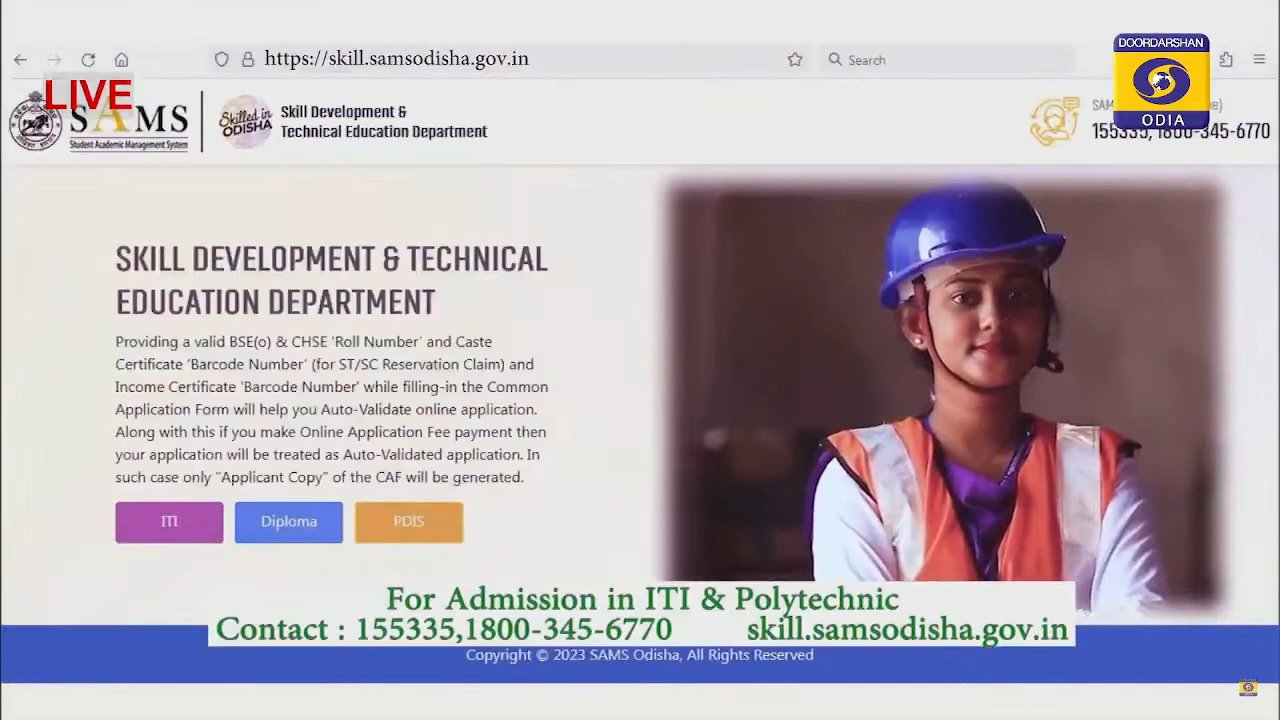 https://skill.samsodisha.gov.in
Search
DOORDARSHAN
ODIA
LIVE
SAMS
Student Academic Management System
Skilled in
ODISHA
Skill Development &
Technical Education Department
155335, 1800-345-6770
SKILL DEVELOPMENT & TECHNICAL
EDUCATION DEPARTMENT
Providing a valid BSE(o) & CHSE 'Roll Number' and Caste
Certificate 'Barcode Number' (for ST/SC Reservation Claim) and
Income Certificate 'Barcode Number' while filling-in the Common
Application Form will help you Auto-Validate online application.
Along with this if you make Online Application Fee payment then
your application will be treated as Auto-Validated application. In
such case only "Applicant Copy" of the CAF will be generated.
ITI
Diploma
PDIS
For Admission in ITI & Polytechnic
Contact : 155335,1800-345-6770 skill.samsodisha.gov.in
Copyright © 2023 SAMS Odisha, All Rights Reserved